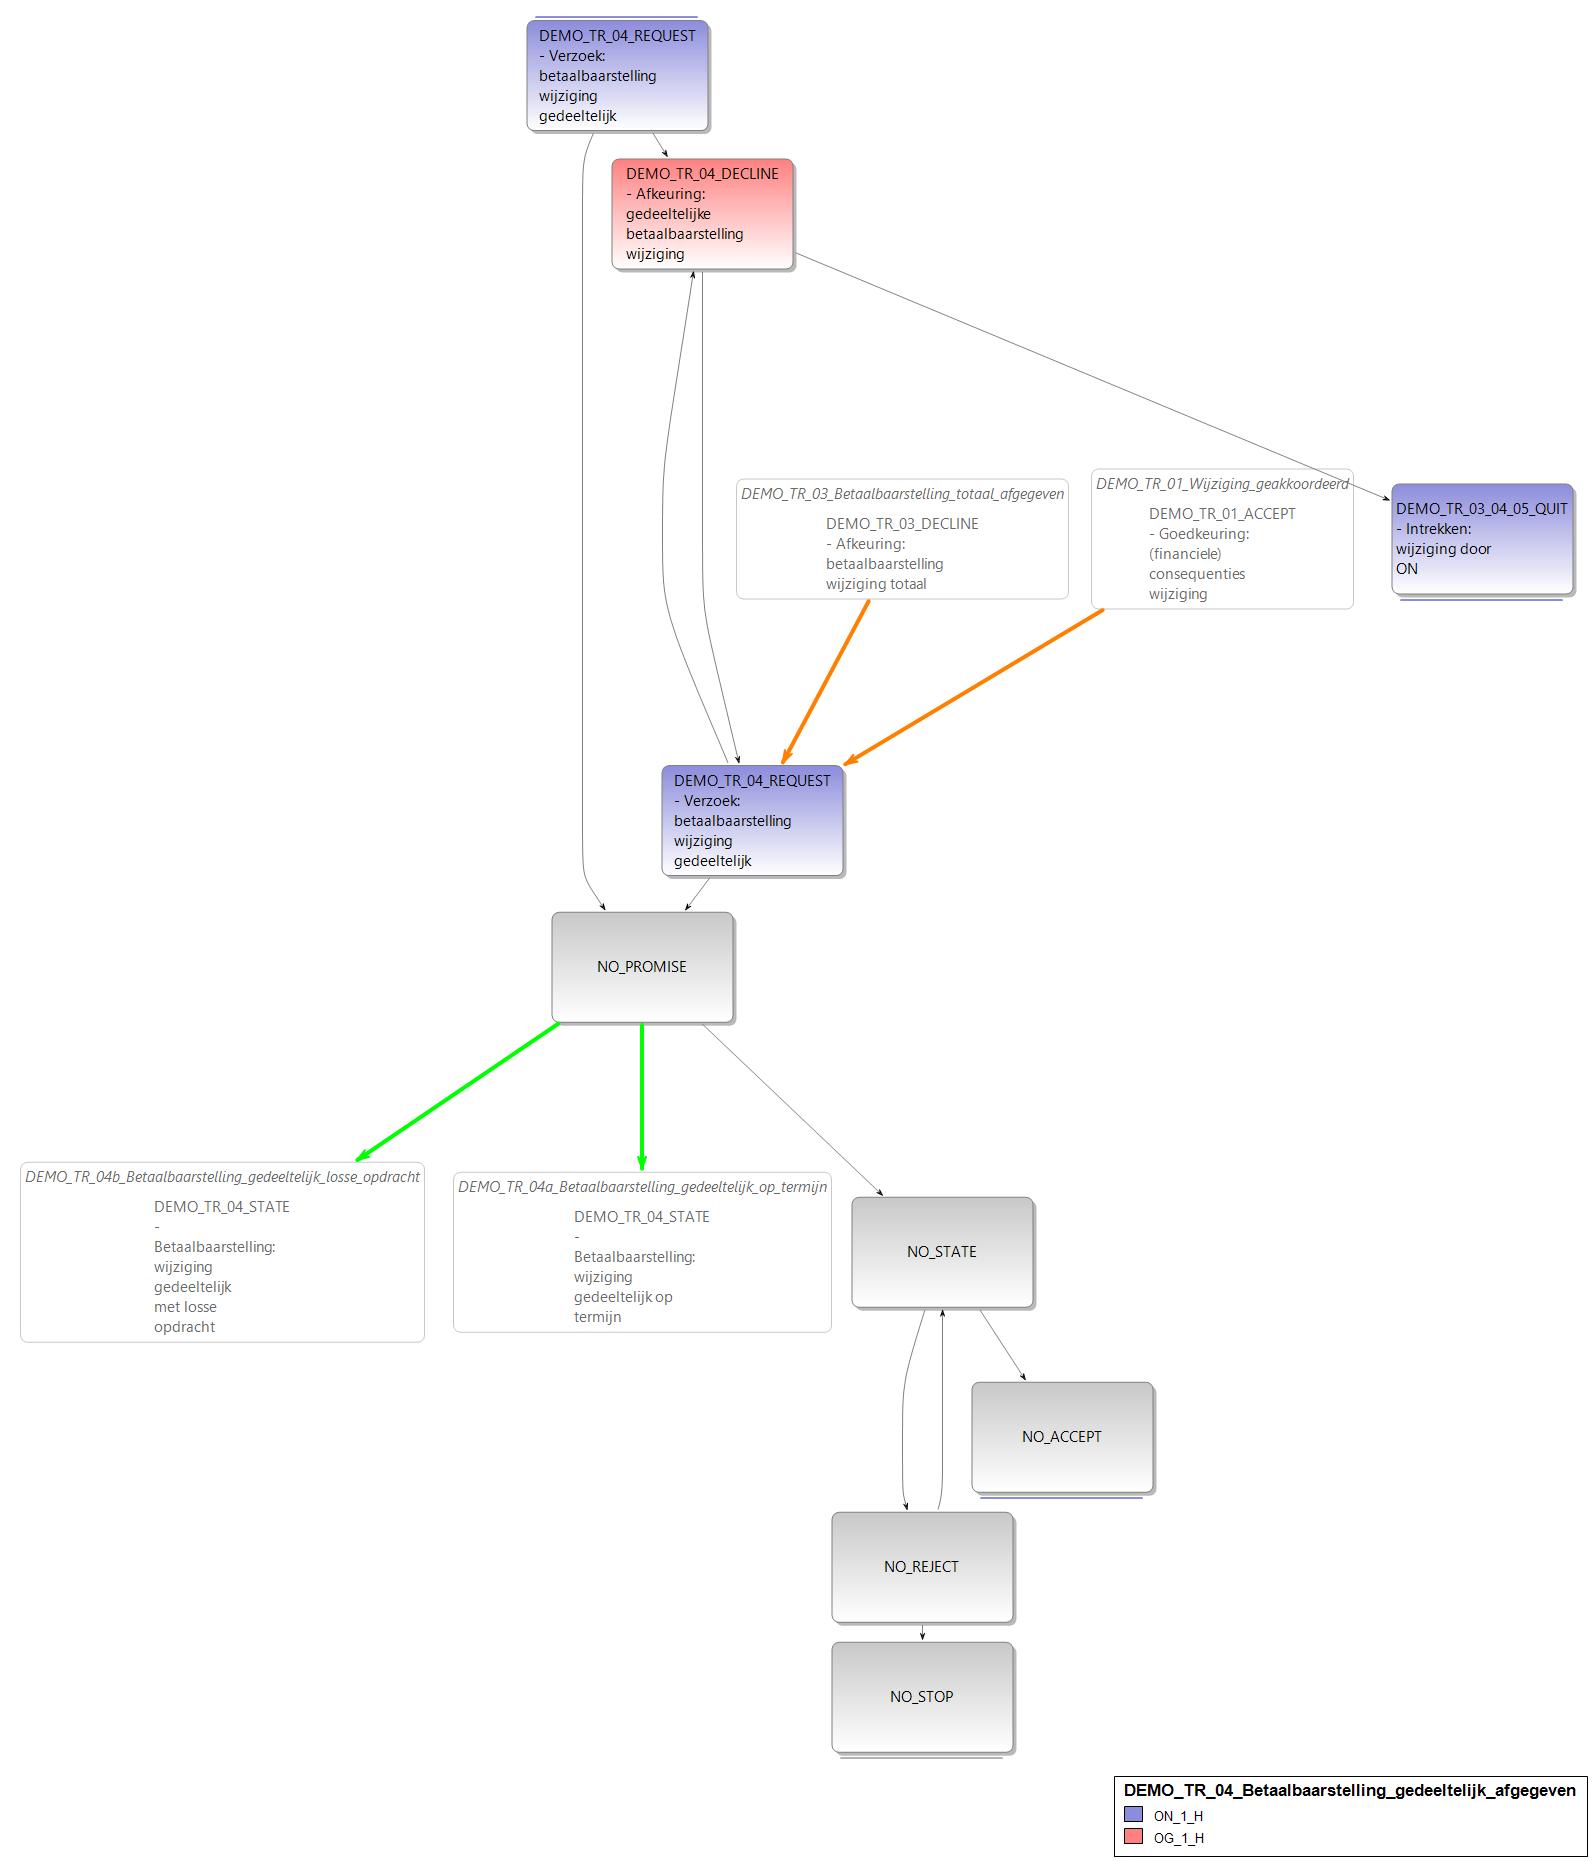 DEMO_TR_04_REQUEST
- Verzoek:
betaalbaarstelling
wijziging
gedeeltelijk
DEMO_TR_04_DECLINE
- Afkeuring:
gedeeltelijke
betaalbaarstelling
wijziging
DEMO_TR_03_Betaalbaarstelling_totaal_afgegeven
DEMO_TR_03_DECLINE
- Afkeuring:
betaalbaarstelling
wijziging totaal
DEMO_TR_01_Wijziging_geakkoordeerd
DEMO_TR_01_ACCEPT
- Goedkeuring:
(financiele)
consequenties
wijziging
DEMO_TR_03_04_05_QUIT
- Intrekken:
wijziging door
ON
DEMO_TR_04_REQUEST
- Verzoek:
betaalbaarstelling
wijziging
gedeeltelijk
NO_PROMISE
DEMO_TR_04b_Betaalbaarstelling_gedeeltelijk_losse_opdracht
DEMO_TR_04_STATE
-
Betaalbaarstelling:
wijziging
gedeeltelijk
met losse
opdracht
DEMO_TR_04a_Betaalbaarstelling_gedeeltelijk_op_termijn
DEMO_TR_04_STATE
-
Betaalbaarstelling:
wijziging
gedeeltelijk op
termijn
NO_STATE
NO_ACCEPT
NO_REJECT
NO_STOP
DEMO_TR_04_Betaalbaarstelling_gedeeltelijk_afgegeven
ON_1_H
OG_1_H